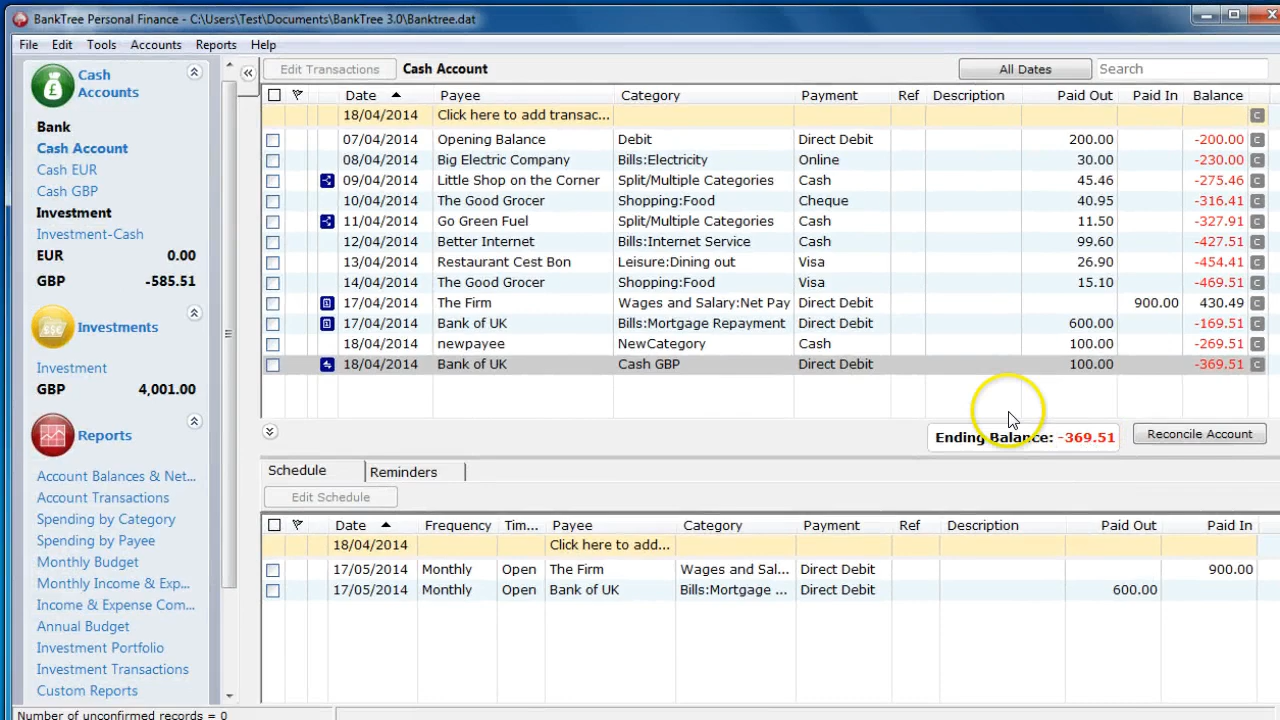 BankTree Personal Finance - C:\Users\Test\Documents\BankTree 3.0\Banktree.dat
File Edit Tools Accounts Reports Help
Cash Accounts
Bank
Cash Account
Cash EUR
Cash GBP
Investment
Investment-Cash
EUR 0.00
GBP -585.51
Investments
Investment
GBP 4,001.00
Reports
Account Balances & Net...
Account Transactions
Spending by Category
Spending by Payee
Monthly Budget
Monthly Income & Exp...
Income & Expense Com...
Annual Budget
Investment Portfolio
Investment Transactions
Custom Reports
Edit Transactions Cash Account All Dates Search
Date Payee Category Payment Ref Description Paid Out Paid In Balance
18/04/2014 Click here to add transac... C
07/04/2014 Opening Balance Debit Direct Debit 200.00 -200.00 C
08/04/2014 Big Electric Company Bills:Electricity Online 30.00 -230.00 C
09/04/2014 Little Shop on the Corner Split/Multiple Categories Cash 45.46 -275.46 C
10/04/2014 The Good Grocer Shopping:Food Cheque 40.95 -316.41 C
11/04/2014 Go Green Fuel Split/Multiple Categories Cash 11.50 -327.91 C
12/04/2014 Better Internet Bills:Internet Service Cash 99.60 -427.51 C
13/04/2014 Restaurant Cest Bon Leisure:Dining out Visa 26.90 -454.41 C
14/04/2014 The Good Grocer Shopping:Food Visa 15.10 -469.51 C
17/04/2014 The Firm Wages and Salary:Net Pay Direct Debit 900.00 430.49 C
17/04/2014 Bank of UK Bills:Mortgage Repayment Direct Debit 600.00 -169.51 C
18/04/2014 newpayee NewCategory Cash 100.00 -269.51 C
18/04/2014 Bank of UK Cash GBP Direct Debit 100.00 -369.51 C
Ending Balance: -369.51 Reconcile Account
Schedule Reminders
Edit Schedule
Date Frequency Tim... Payee Category Payment Ref Description Paid Out Paid In
18/04/2014 Click here to add...
17/05/2014 Monthly Open The Firm Wages and Sal... Direct Debit 900.00
17/05/2014 Monthly Open Bank of UK Bills:Mortgage ... Direct Debit 600.00
Number of unconfirmed records = 0